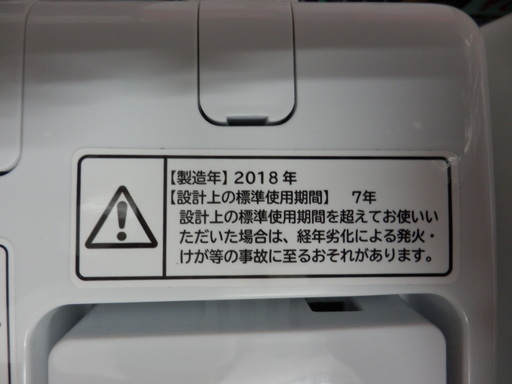 【製造年】2018年
【設計上の標準使用期間】 7年
設計上の標準使用期間を超えてお使いい
ただいた場合は、経年劣化による発火・
けが等の事故に至るおそれがあります。